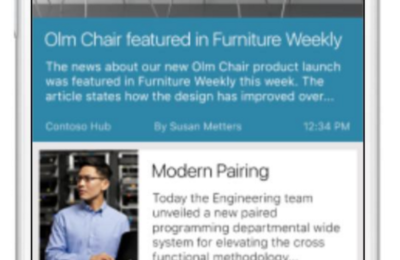 Olm Chair featured in Furniture Weekly
The news about our new Olm Chair product launch
was featured in Furniture Weekly this week. The
article states how the design has improved over...
Contoso Hub By Susan Metters 12:34 PM
Modern Pairing
Today the Engineering team
unveiled a new paired
programming departmental wide
system for elevating the cross
functional methodology...